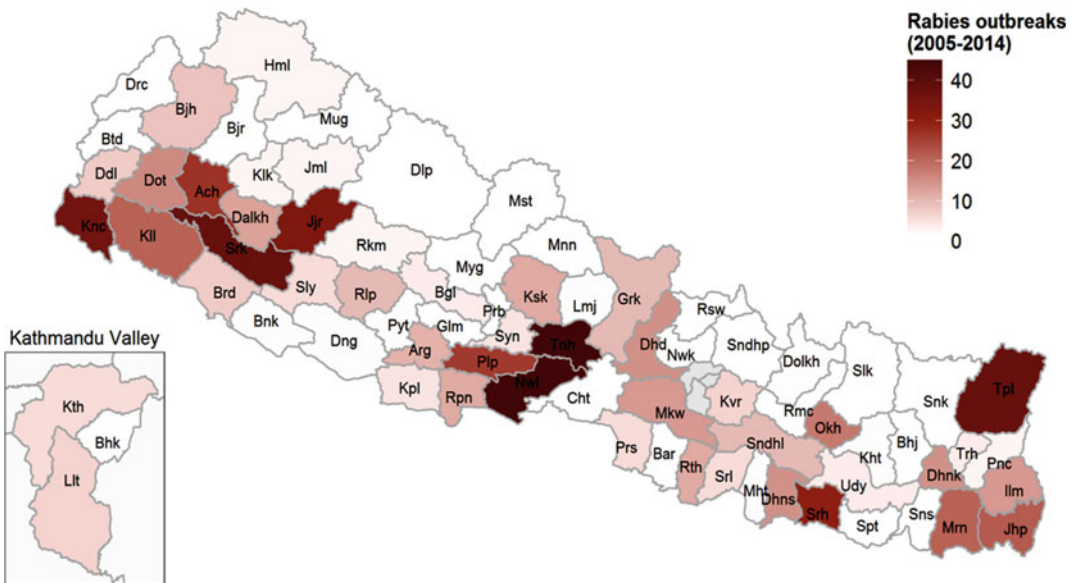 Rabies outbreaks
(2005-2014)
40
30
20
10
0
Hml
Drc
Bjh
Mug
Btd
Bjr
Ddl
Dot
Klk
Jml
Dlp
Ach
Mst
Knc
Kll
Dalkh
Jjr
Srk
Rkm
Mnn
Brd
Sly
Rlp
Myg
Bgl
Ksk
Lmj
Grk
Prb
Rsw
Bnk
Dng
Pyt
Glm
Syn
Tnh
Dhd
Nwk
Sndhp
Dolkh
Slk
Arg
Plp
Kpl
Rpn
Nwl
Cht
Mkw
Kvr
Rmc
Okh
Snk
Tpl
Prs
Bar
Rth
Sndhl
Srl
Kht
Bhj
Trh
Pnc
Mht
Dhns
Udy
Dhnk
Ilm
Srh
Spt
Sns
Mrn
Jhp
Kathmandu Valley
Kth
Bhk
Llt